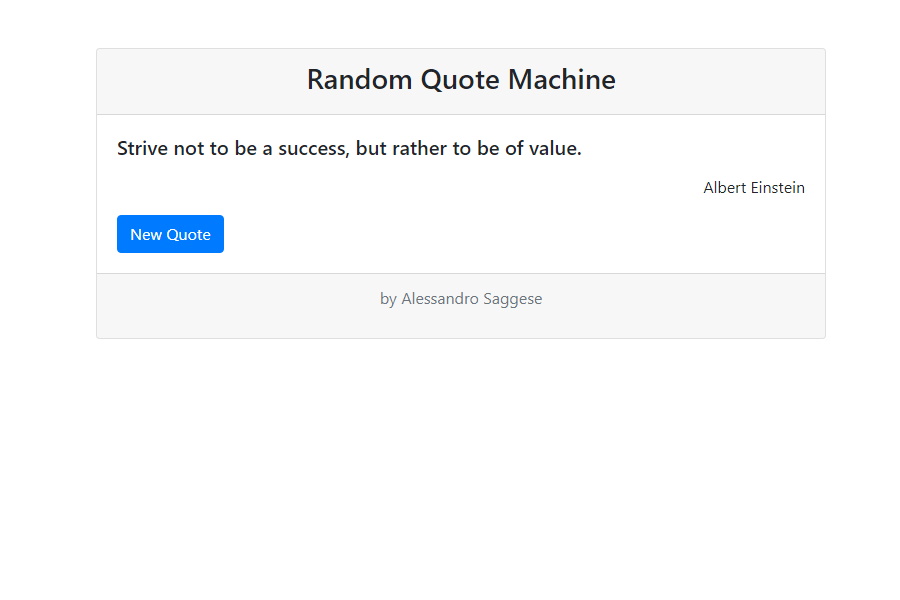 Random Quote Machine
Strive not to be a success, but rather to be of value.
Albert Einstein
New Quote
by Alessandro Saggese